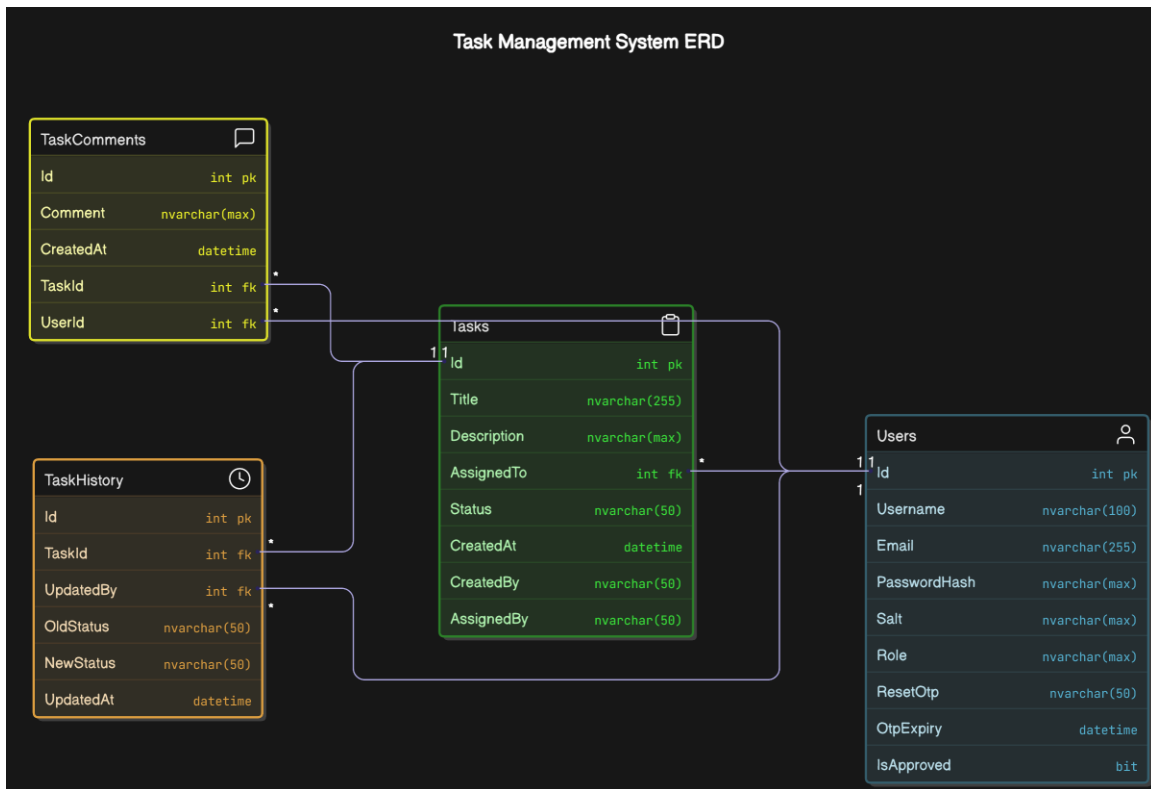 Task Management System ERD
TaskComments
Id int pk
Comment nvarchar(max)
CreatedAt datetime
TaskId int fk *
UserId int fk *
Tasks
1 1
Id int pk
Title nvarchar(255)
Description nvarchar(max)
AssignedTo int fk *
Status nvarchar(50)
CreatedAt datetime
CreatedBy nvarchar(50)
AssignedBy nvarchar(50)
TaskHistory
Id int pk
TaskId int fk *
UpdatedBy int fk *
OldStatus nvarchar(50)
NewStatus nvarchar(50)
UpdatedAt datetime
Users
1 1
1
Id int pk
Username nvarchar(100)
Email nvarchar(255)
PasswordHash nvarchar(max)
Salt nvarchar(max)
Role nvarchar(max)
ResetOtp nvarchar(50)
OtpExpiry datetime
IsApproved bit